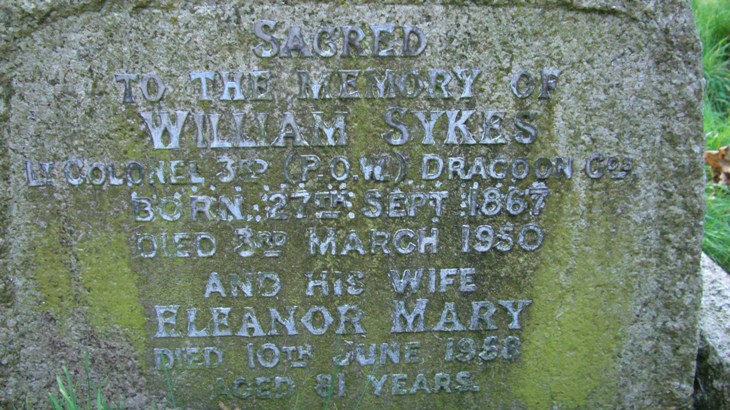 SACRED
TO THE MEMORY OF
WILLIAM SYKES
LT COLONEL 3RD (P.O.W.) DRAGOON GDS
BORN 27TH SEPT 1867
DIED 3RD MARCH 1950
AND HIS WIFE
ELEANOR MARY
DIED 10TH JUNE
AGED 81 YEARS.